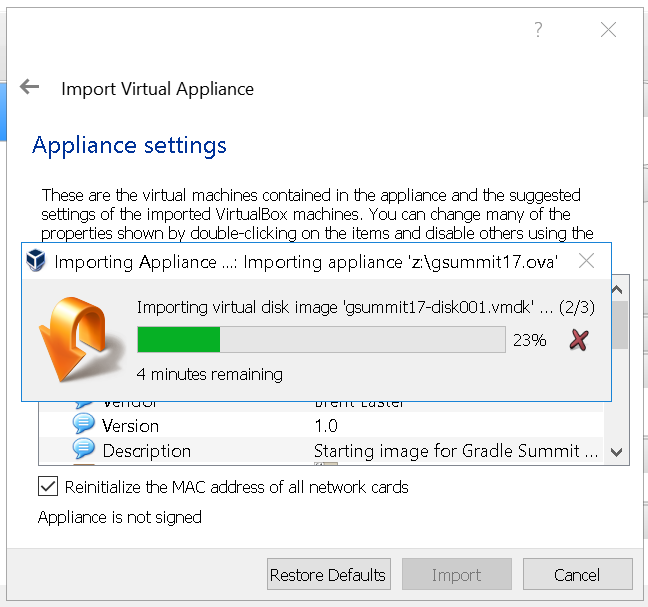 ?
Import Virtual Appliance
Appliance settings
These are the virtual machines contained in the appliance and the suggested
settings of the imported VirtualBox machines. You can change many of the
properties shown by double-clicking on the items and disable others using the
Importing Appliance ...: Importing appliance 'z:\gsummit17.ova'
Importing virtual disk image 'gsummit17-disk001.vmdk' ... (2/3)
23%
4 minutes remaining
Vendor
Version 1.0
Description Starting image for Gradle Summit ...
Reinitialize the MAC address of all network cards
Appliance is not signed
Restore Defaults Import Cancel